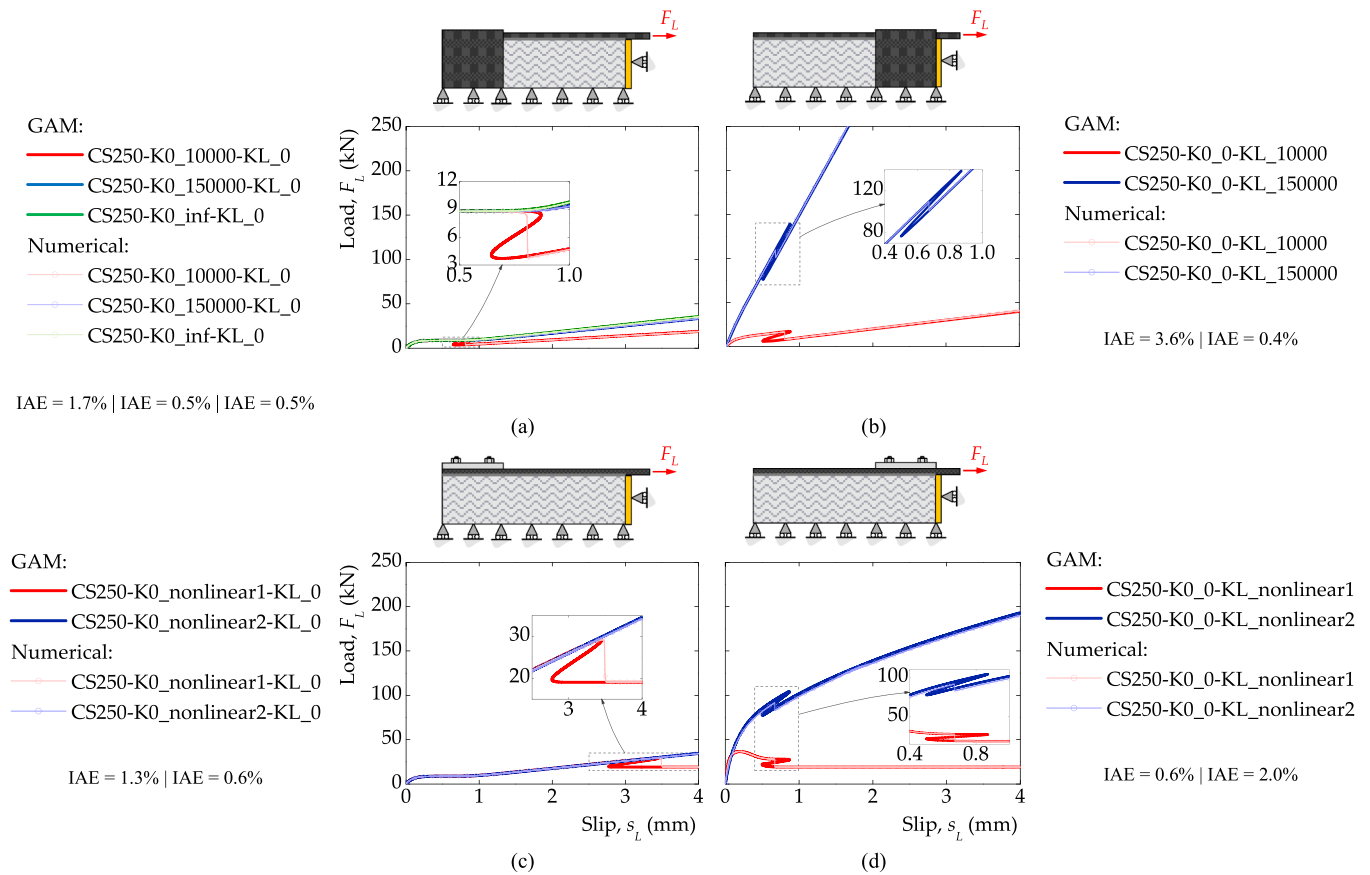 F_L
F_L
GAM:
CS250-K0_10000-KL_0
CS250-K0_150000-KL_0
CS250-K0_inf-KL_0
Numerical:
CS250-K0_10000-KL_0
CS250-K0_150000-KL_0
CS250-K0_inf-KL_0
IAE = 1.7% | IAE = 0.5% | IAE = 0.5%
Load, F_L (kN)
250
200
150
100
50
0
12
9
6
3
0.5
1.0
(a)
120
80
0.4
0.6
0.8
1.0
(b)
GAM:
CS250-K0_0-KL_10000
CS250-K0_0-KL_150000
Numerical:
CS250-K0_0-KL_10000
CS250-K0_0-KL_150000
IAE = 3.6% | IAE = 0.4%
F_L
F_L
GAM:
CS250-K0_nonlinear1-KL_0
CS250-K0_nonlinear2-KL_0
Numerical:
CS250-K0_nonlinear1-KL_0
CS250-K0_nonlinear2-KL_0
IAE = 1.3% | IAE = 0.6%
Load, F_L (kN)
250
200
150
100
50
0
30
20
3
4
0
1
2
3
4
Slip, s_L (mm)
(c)
100
50
0.4
0.6
0.8
0
1
2
3
4
Slip, s_L (mm)
(d)
GAM:
CS250-K0_0-KL_nonlinear1
CS250-K0_0-KL_nonlinear2
Numerical:
CS250-K0_0-KL_nonlinear1
CS250-K0_0-KL_nonlinear2
IAE = 0.6% | IAE = 2.0%